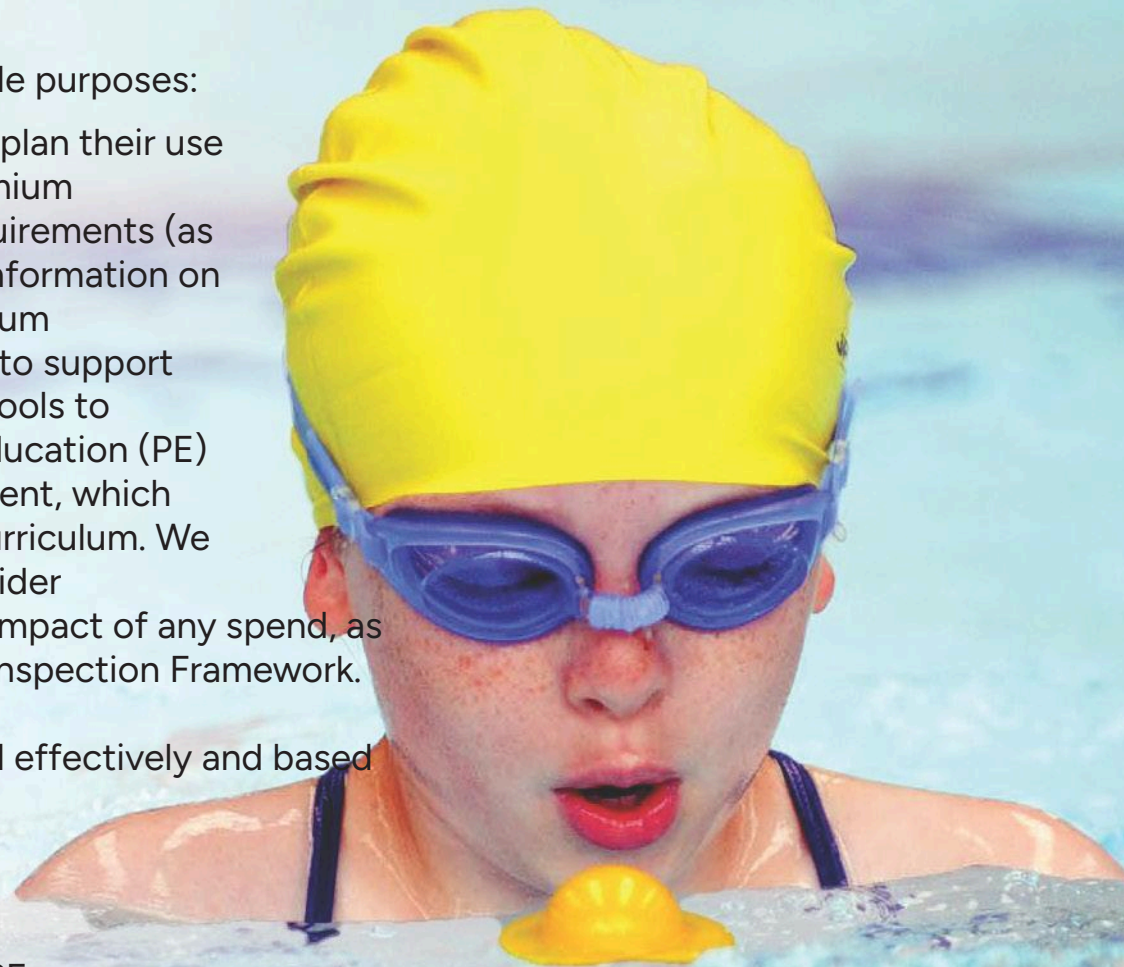 le purposes:
plan their use
nium
uirements (as
nformation on
um
to support
ools to
lucation (PE)
ent, which
urriculum. We
ider
mpact of any spend, as
nspection Framework.
l effectively and based